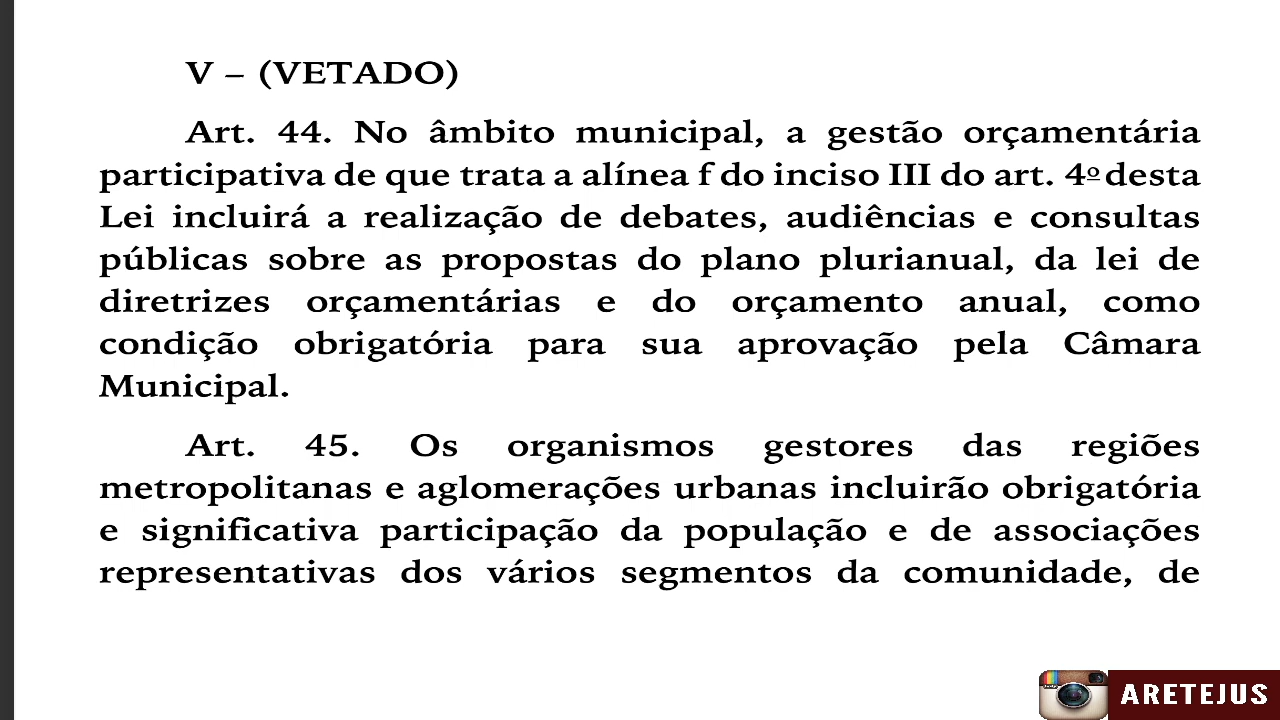 V – (VETADO)
Art. 44. No âmbito municipal, a gestão orçamentária
participativa de que trata a alínea f do inciso III do art. 4º desta
Lei incluirá a realização de debates, audiências e consultas
públicas sobre as propostas do plano plurianual, da lei de
diretrizes orçamentárias e do orçamento anual, como
condição obrigatória para sua aprovação pela Câmara
Municipal.
Art. 45. Os organismos gestores das regiões
metropolitanas e aglomerações urbanas incluirão obrigatória
e significativa participação da população e de associações
representativas dos vários segmentos da comunidade, de
ARETEJUS